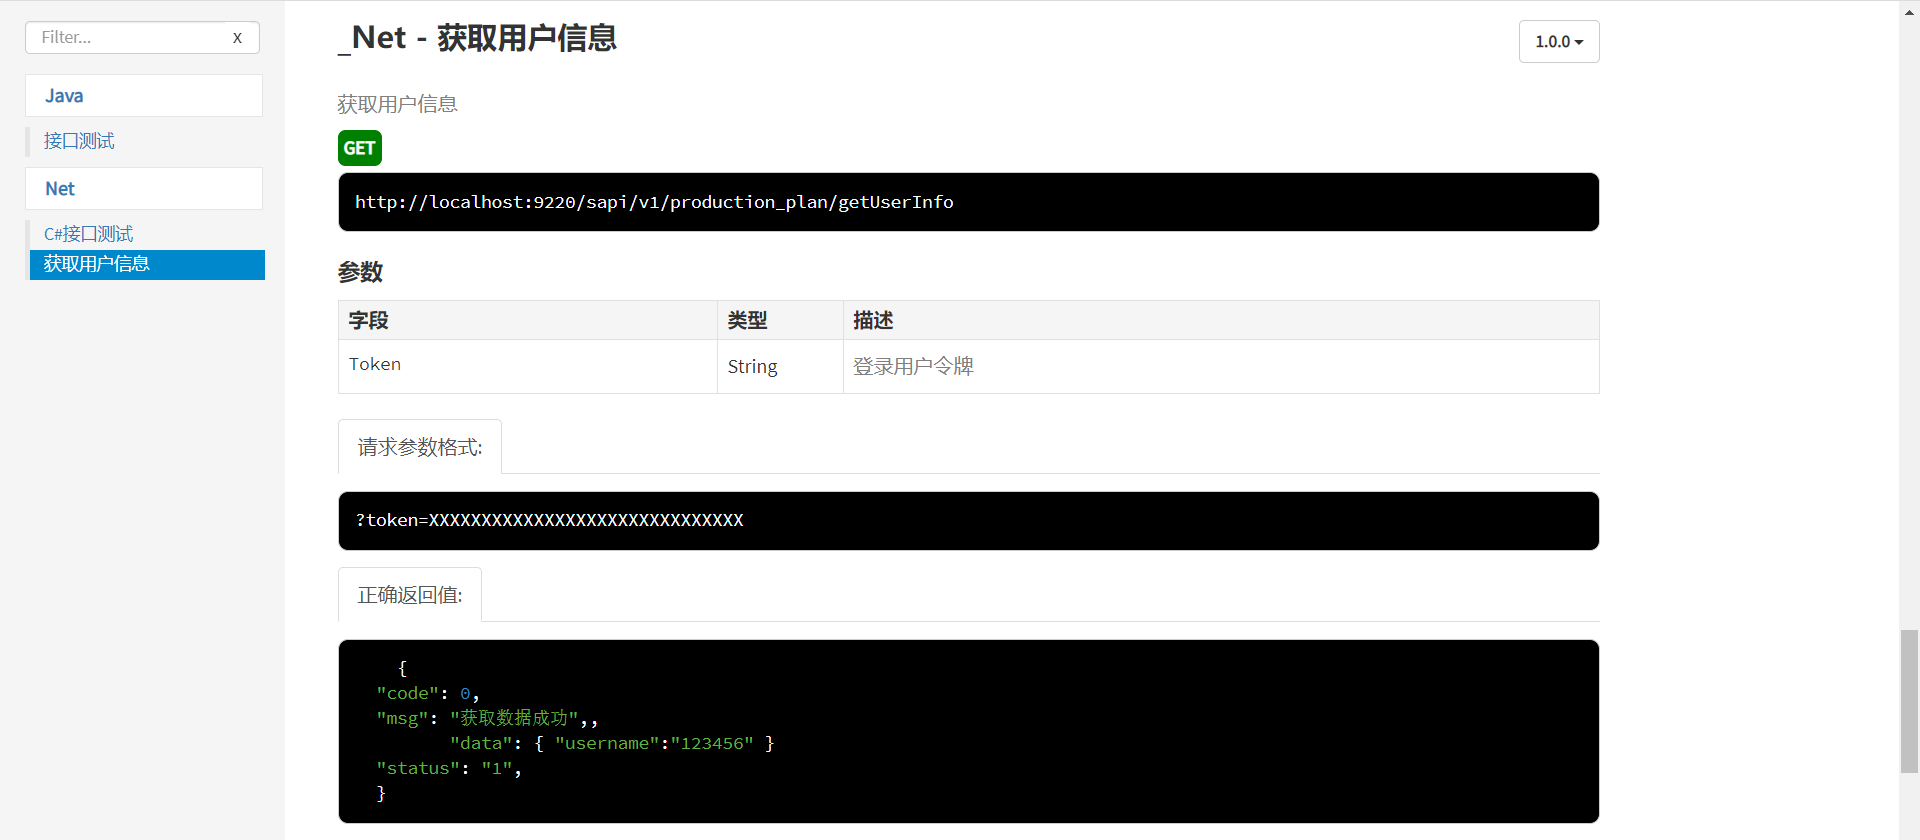 Filter...
X
Java
接口测试
Net
C#接口测试
获取用户信息
_Net - 获取用户信息
1.0.0
获取用户信息
GET
http://localhost:9220/sapi/v1/production_plan/getUserInfo
参数
字段 类型 描述
Token String 登录用户令牌
请求参数格式:
?token=XXXXXXXXXXXXXXXXXXXXXXXXXXXXXX
正确返回值:
{
"code": 0,
"msg": "获取数据成功",,
"data": { "username":"123456" }
"status": "1",
}